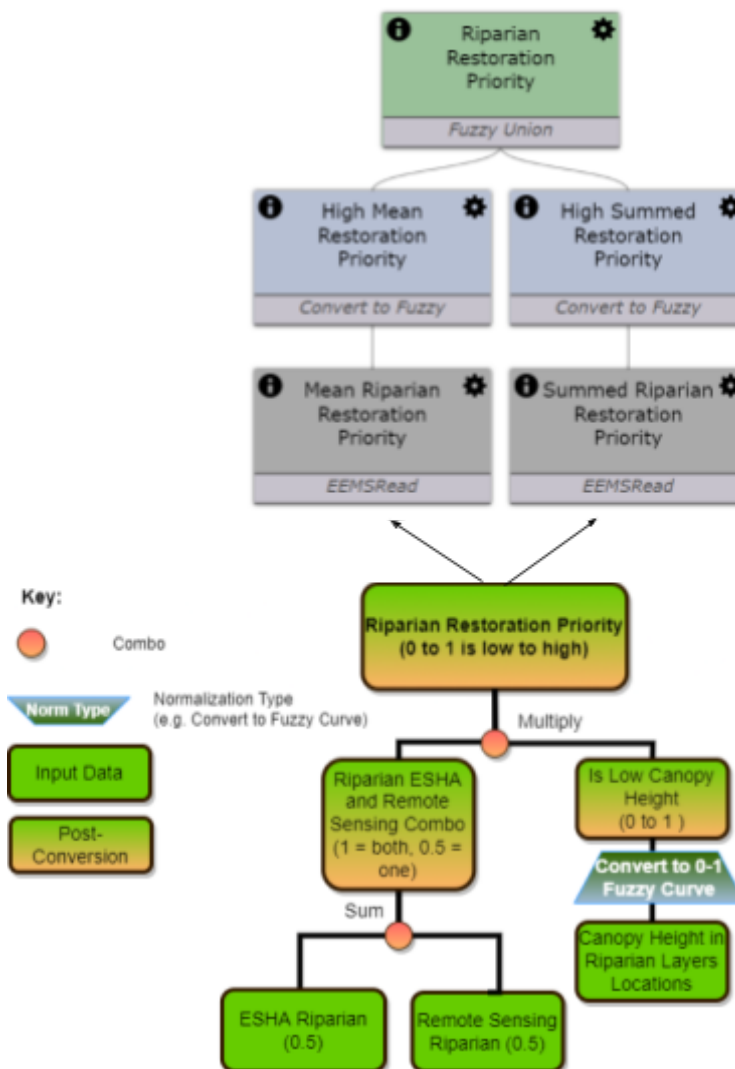 Riparian
Restoration
Priority
Fuzzy Union
High Mean
Restoration
Priority
Convert to Fuzzy
High Summed
Restoration
Priority
Convert to Fuzzy
Mean Riparian
Restoration
Priority
EEMSRead
Summed Riparian
Restoration
Priority
EEMSRead
Key:
Combo
Norm Type
Normalization Type
(e.g. Convert to Fuzzy Curve)
Input Data
Post-
Conversion
Riparian Restoration Priority
(0 to 1 is low to high)
Multiply
Riparian ESHA
and Remote
Sensing Combo
(1 = both, 0.5 =
one)
Is Low Canopy
Height
(0 to 1 )
Convert to 0-1
Fuzzy Curve
Canopy Height in
Riparian Layers
Locations
Sum
ESHA Riparian
(0.5)
Remote Sensing
Riparian (0.5)